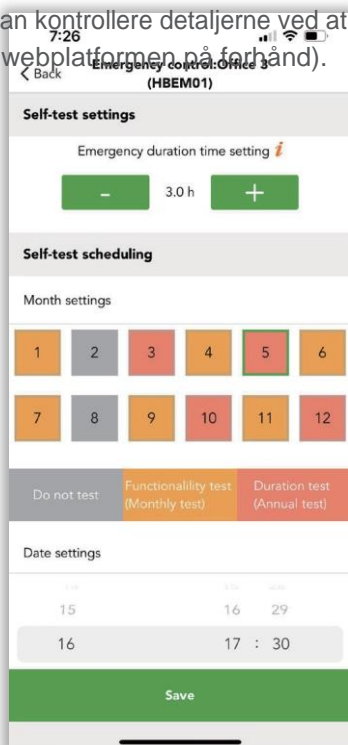 an kontrollere detaljerne ved at
7:26
webplatformen på forhånd).
Back
Emergency control:Office 3
(HBEM01)
Self-test settings
Emergency duration time setting i
- 3.0 h +
Self-test scheduling
Month settings
1 2 3 4 5 6
7 8 9 10 11 12
Do not test
Functionalility test
(Monthly test)
Duration test
(Annual test)
Date settings
15 16 29
16 17 : 30
Save